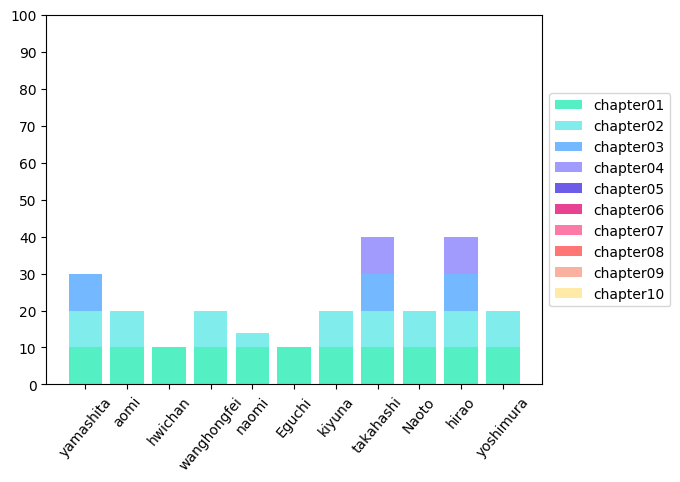 100
90
80
70
60
50
40
30
20
10
0
yamashita
aomi
hwichan
wanghongfei
naomi
Eguchi
kiyuna
takahashi
Naoto
hirao
yoshimura
chapter01
chapter02
chapter03
chapter04
chapter05
chapter06
chapter07
chapter08
chapter09
chapter10